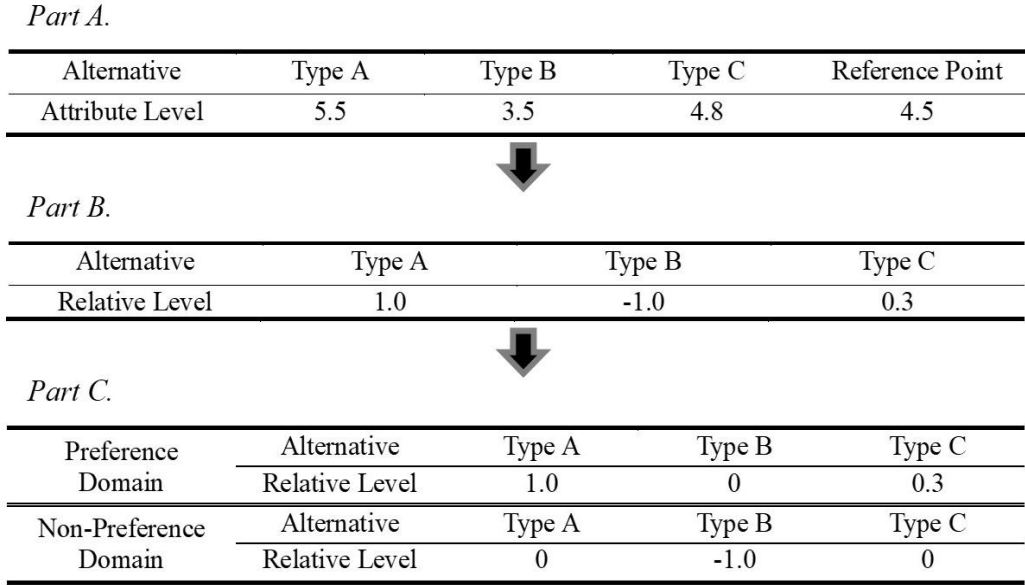 Part A.
Alternative Type A Type B Type C Reference Point
Attribute Level 5.5 3.5 4.8 4.5
Part B.
Alternative Type A Type B Type C
Relative Level 1.0 -1.0 0.3
Part C.
Preference Domain Alternative Type A Type B Type C
Relative Level 1.0 0 0.3
Non-Preference Domain Alternative Type A Type B Type C
Relative Level 0 -1.0 0